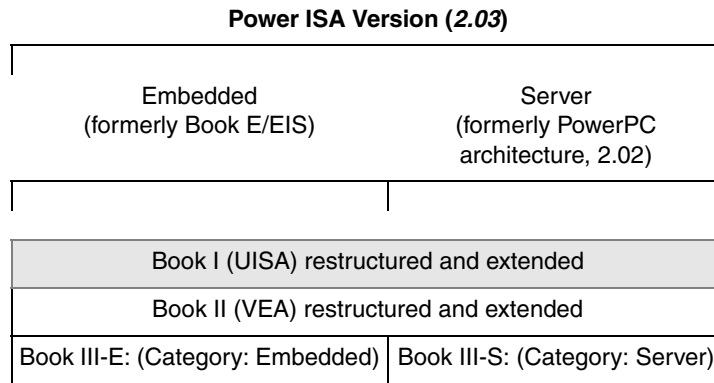 Power ISA Version (2.03)
Embedded
(formerly Book E/EIS)
Server
(formerly PowerPC
architecture, 2.02)
Book I (UISA) restructured and extended
Book II (VEA) restructured and extended
Book III-E: (Category: Embedded)
Book III-S: (Category: Server)